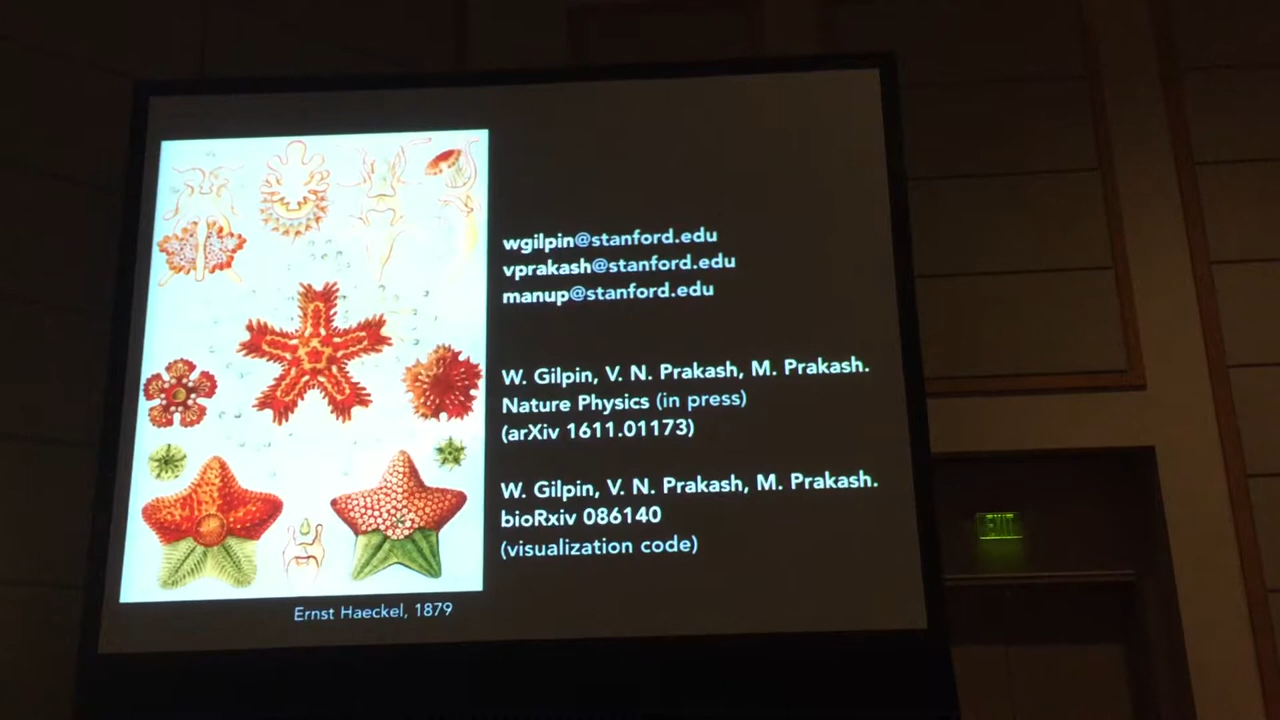 wgilpin@stanford.edu
vprakash@stanford.edu
manup@stanford.edu
W. Gilpin, V. N. Prakash, M. Prakash.
Nature Physics (in press)
(arXiv 1611.01173)
W. Gilpin, V. N. Prakash, M. Prakash.
bioRxiv 086140
(visualization code)
Ernst Haeckel, 1879
EXIT